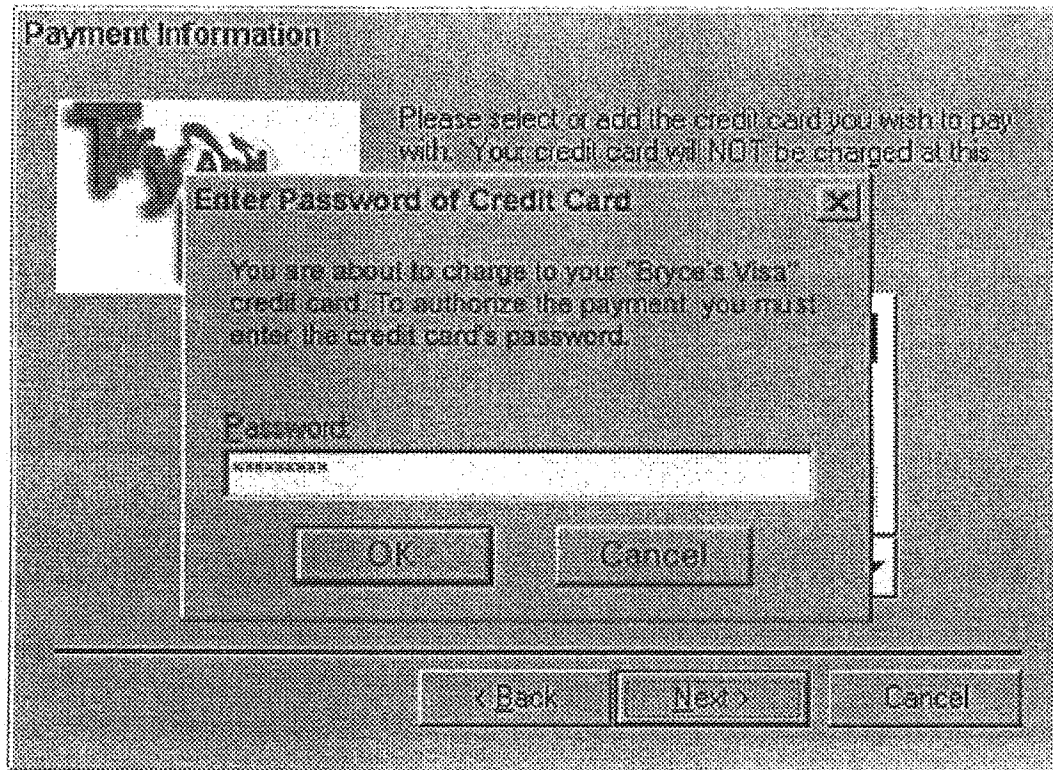 Payment Information
Try And
Please select or add the credit card you wish to pay
with. Your credit card will NOT be charged at this
Enter Password of Credit Card
You are about to charge to your "Bryce's Visa"
credit card. To authorize the payment, you must
enter the credit card's password.
Password:
**********
OK Cancel
< Back Next > Cancel